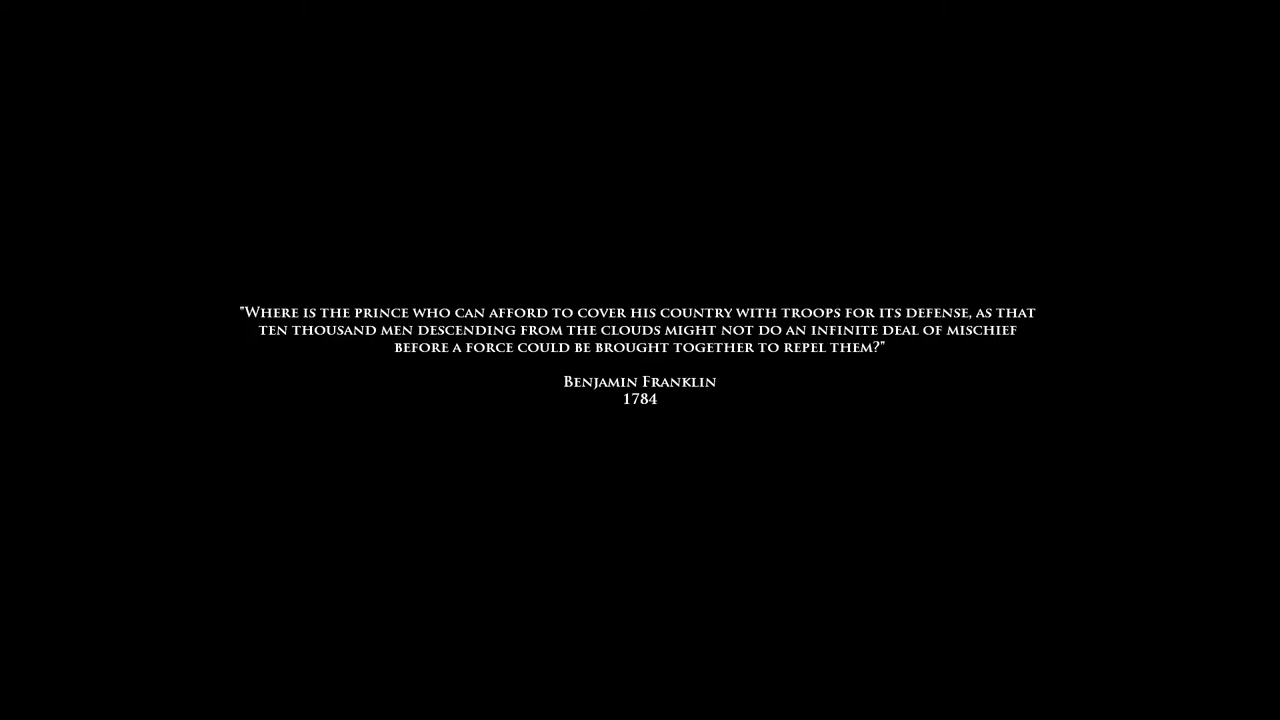 "Where is the prince who can afford to cover his country with troops for its defense, as that
ten thousand men descending from the clouds might not do an infinite deal of mischief
before a force could be brought together to repel them?"
Benjamin Franklin
1784